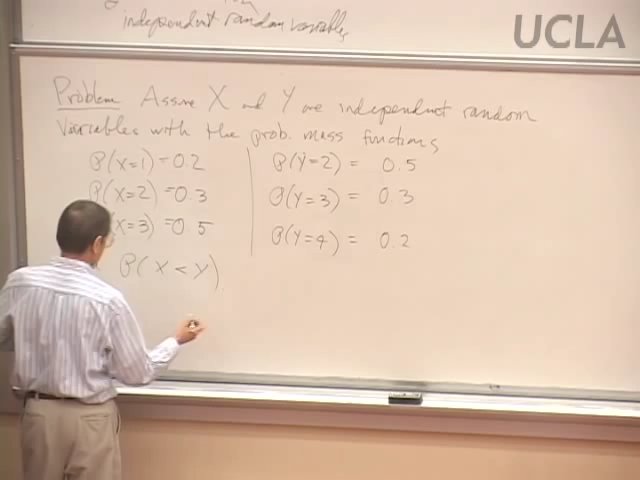 independent random variables
UCLA
Problem Assume X and Y are independent random
Variables with the prob. mass functions
P(X=1)=0.2
P(Y=2) = 0.5
P(X=2)=0.3
P(Y=3) = 0.3
(X=3)=0.5
P(Y=4) = 0.2
P(X < Y)